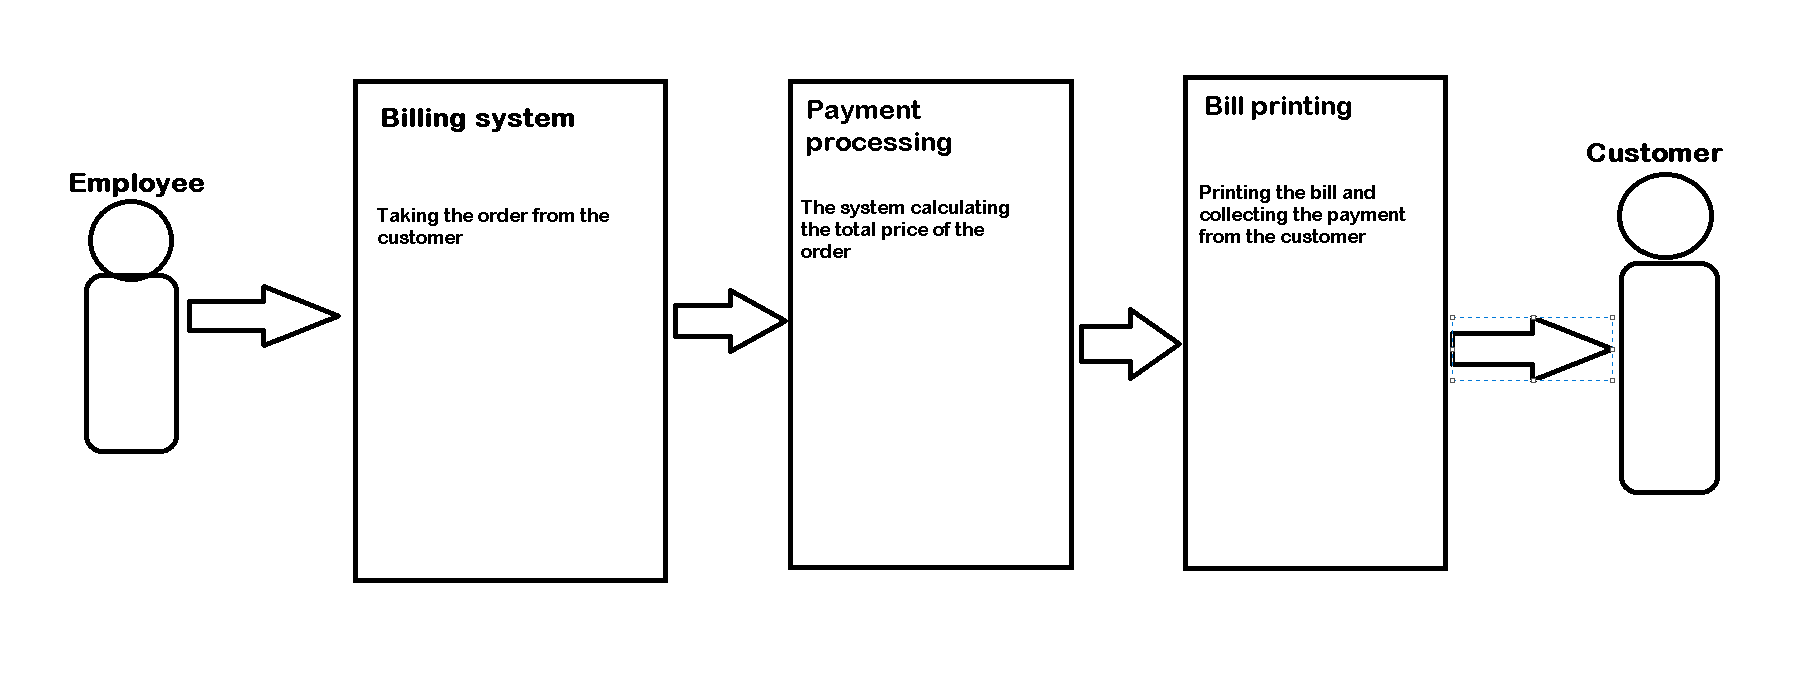 Employee
Billing system
Taking the order from the
customer
Payment
processing
The system calculating
the total price of the
order
Bill printing
Printing the bill and
collecting the payment
from the customer
Customer